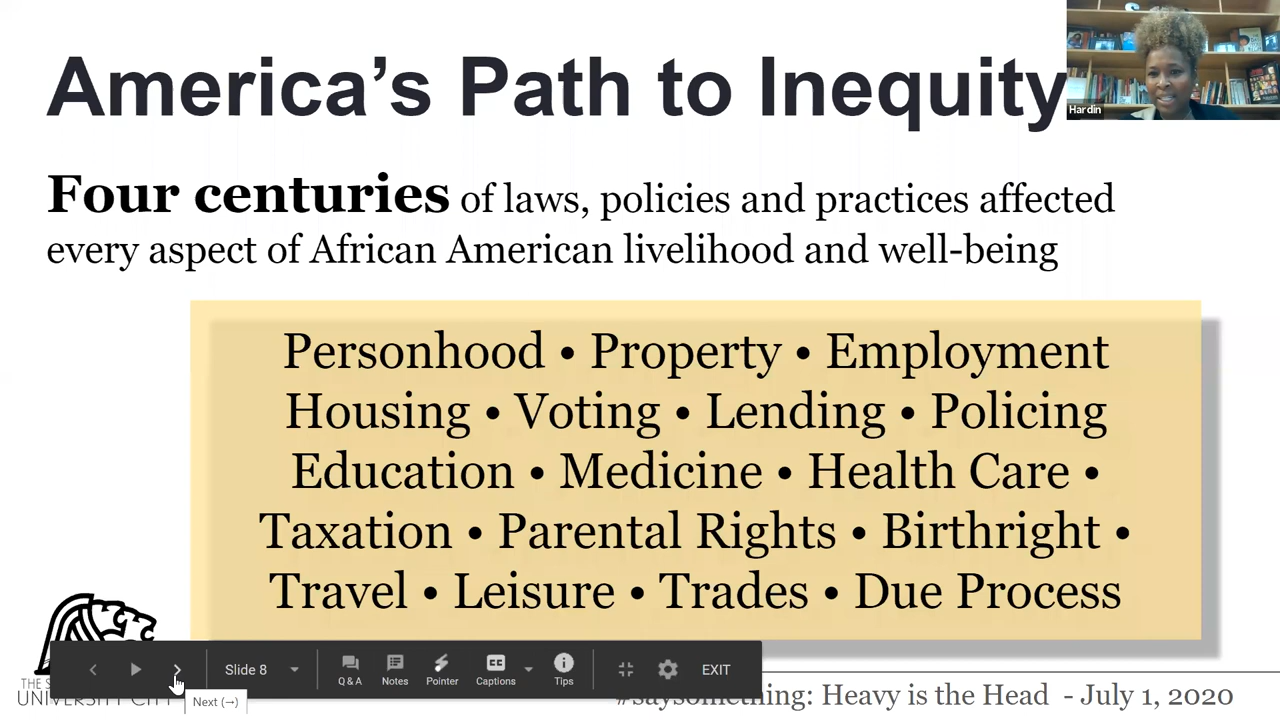 America's Path to Inequity
Hardin
Four centuries of laws, policies and practices affected
every aspect of African American livelihood and well-being
Personhood • Property • Employment
Housing • Voting • Lending • Policing
Education • Medicine • Health Care •
Taxation • Parental Rights • Birthright •
Travel • Leisure • Trades • Due Process
Slide 8
Q & A
Notes
Pointer
CC
Captions
Tips
EXIT
Next (→)
THE S
UNIVERSITY CITY
#saysomething: Heavy is the Head - July 1, 2020